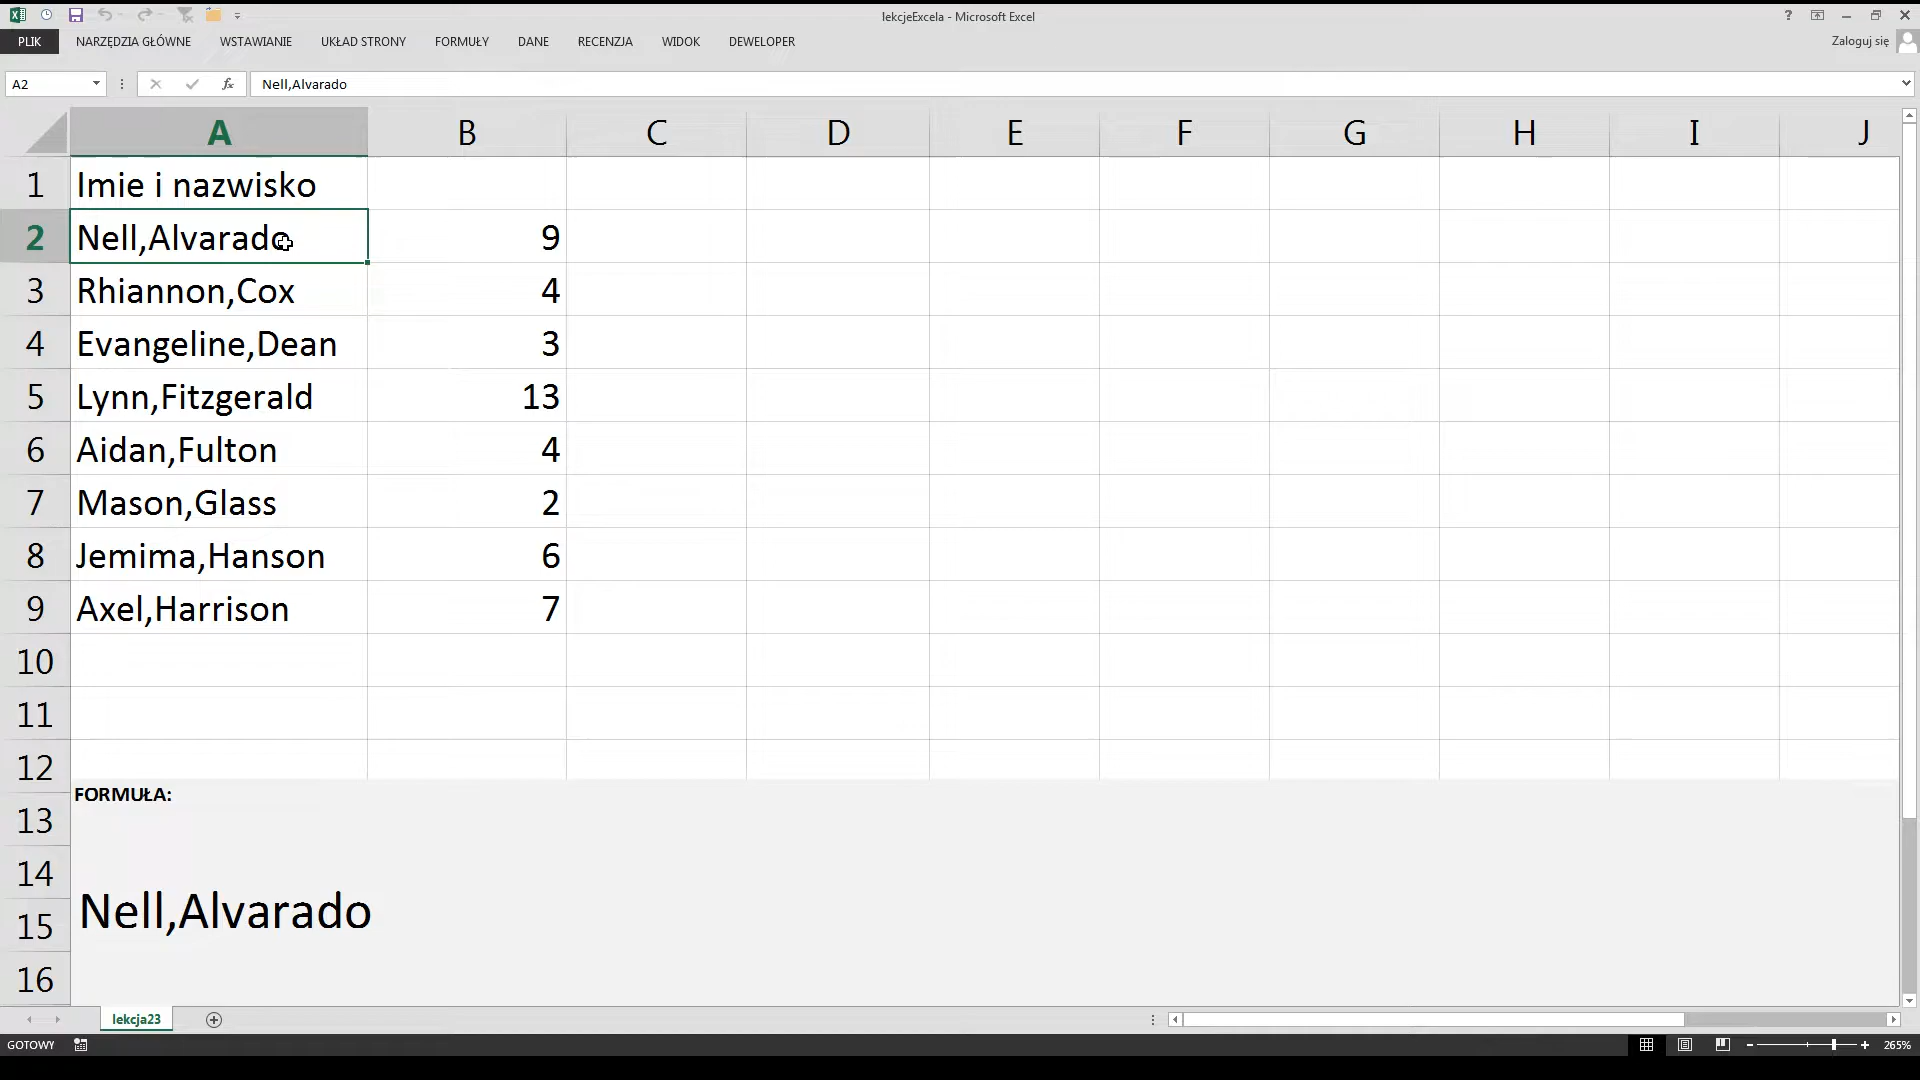 lekcjeExcela - Microsoft Excel
PLIK NARZĘDZIA GŁÓWNE WSTAWIANIE UKŁAD STRONY FORMUŁY DANE RECENZJA WIDOK DEWELOPER Zaloguj się
A2 fx Nell,Alvarado
A B C D E F G H I J
1 Imie i nazwisko
2 Nell,Alvarado 9
3 Rhiannon,Cox 4
4 Evangeline,Dean 3
5 Lynn,Fitzgerald 13
6 Aidan,Fulton 4
7 Mason,Glass 2
8 Jemima,Hanson 6
9 Axel,Harrison 7
10
11
12
FORMUŁA:
13
14
Nell,Alvarado
15
16
lekcja23
GOTOWY 265%